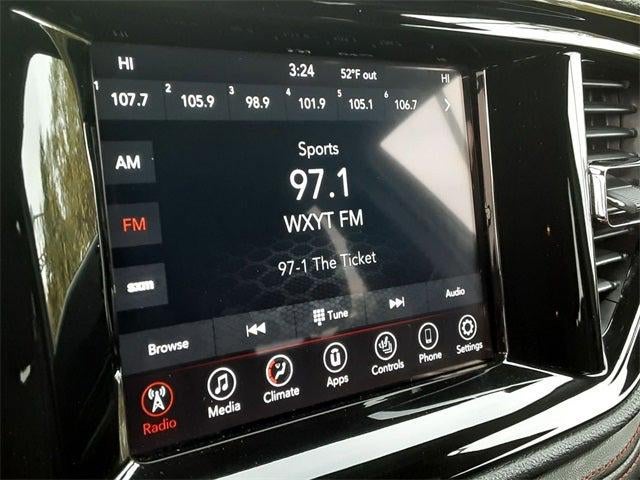 HI 3:24 52°F out HI
1 107.7 2 105.9 3 98.9 4 101.9 5 105.1 6 106.7
AM
Sports
97.1
FM
WXYT FM
sxm
97-1 The Ticket
Browse Tune Audio
Radio Media Climate Apps Controls Phone Settings